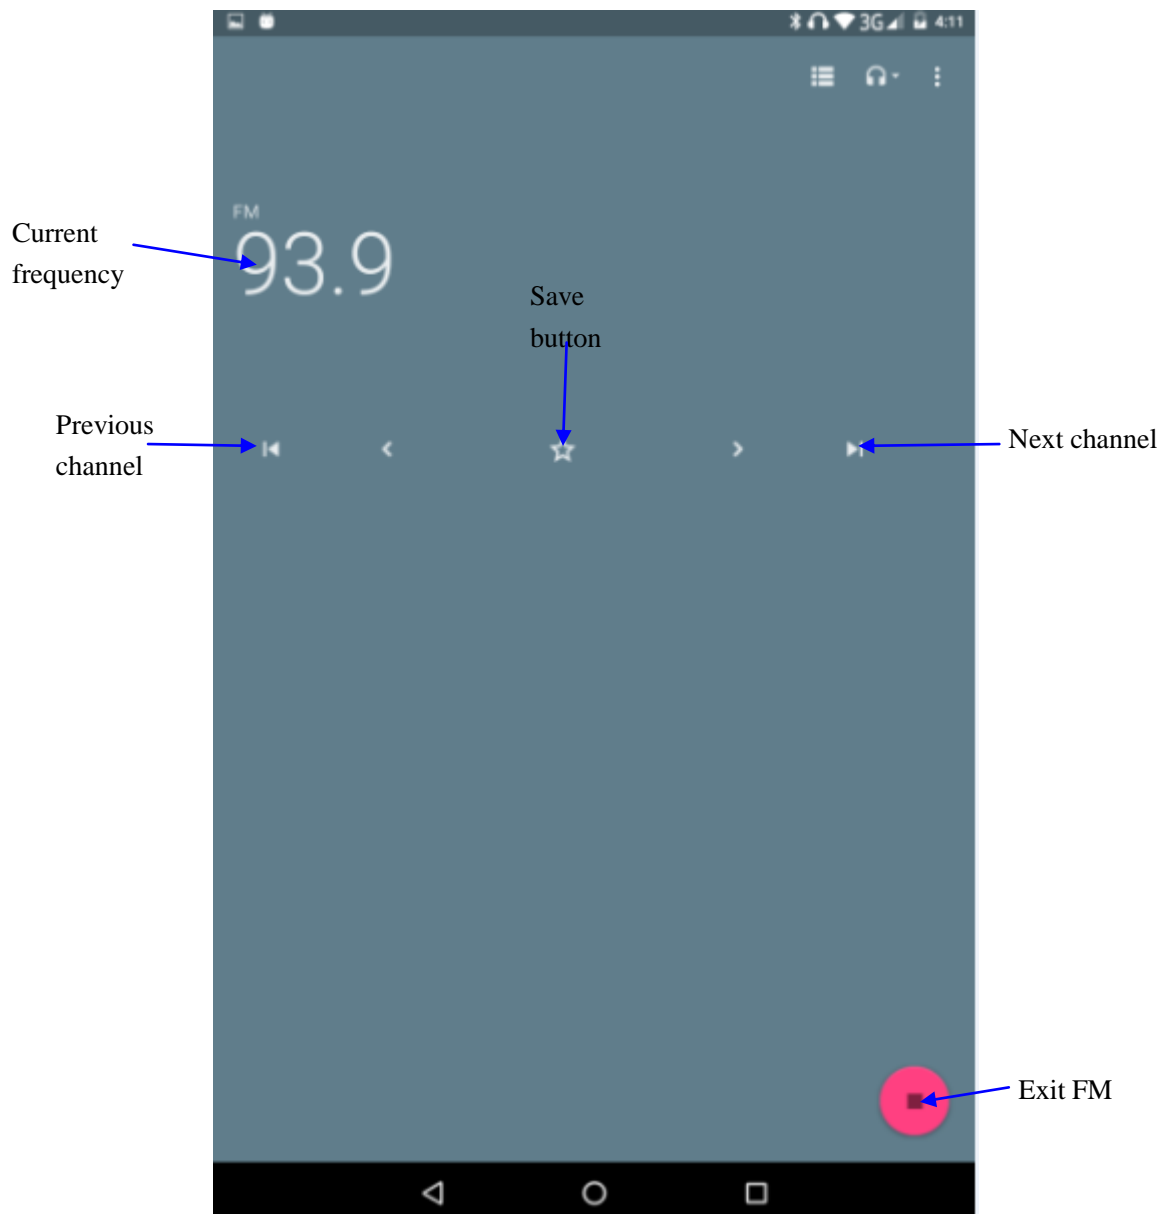 3G 4:11
FM
93.9
Current
frequency
Save
button
Previous
channel
Next channel
Exit FM